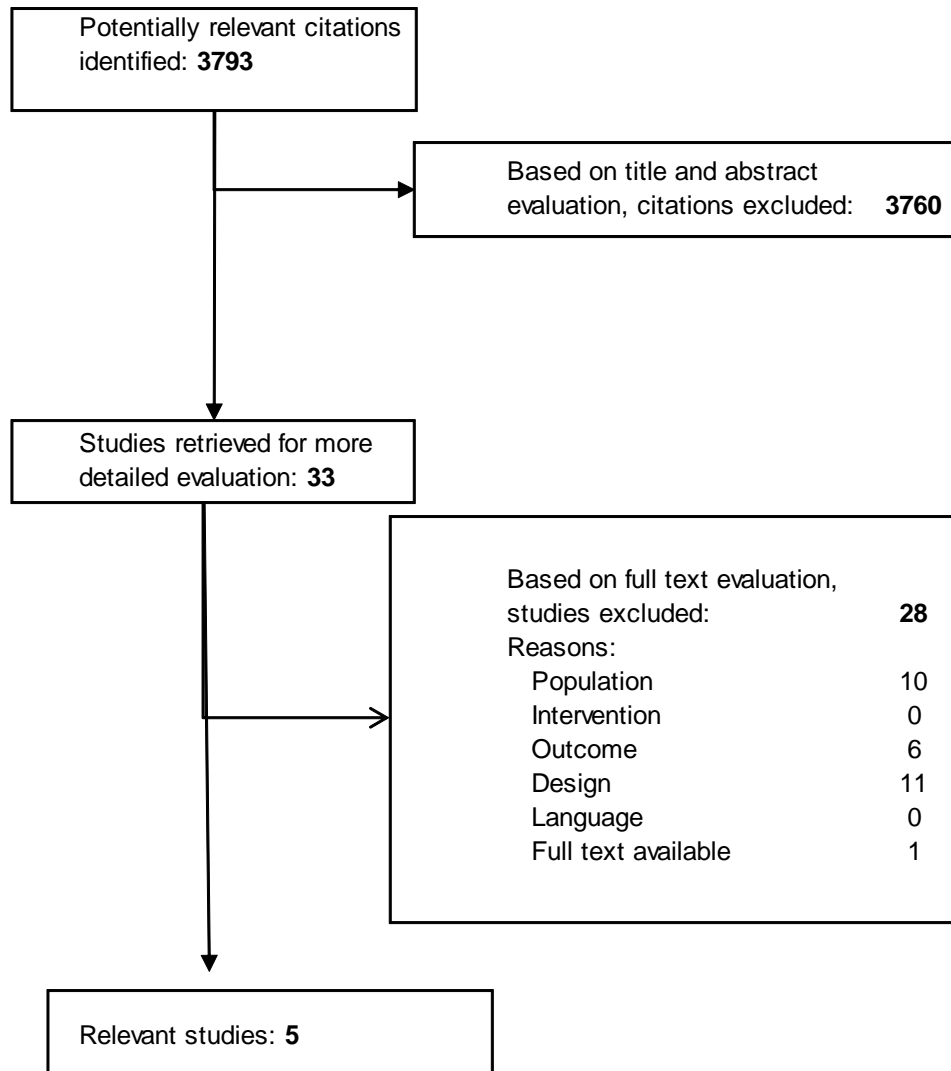 Potentially relevant citations
identified: 3793
Based on title and abstract
evaluation, citations excluded: 3760
Studies retrieved for more
detailed evaluation: 33
Based on full text evaluation,
studies excluded: 28
Reasons:
Population 10
Intervention 0
Outcome 6
Design 11
Language 0
Full text available 1
Relevant studies: 5